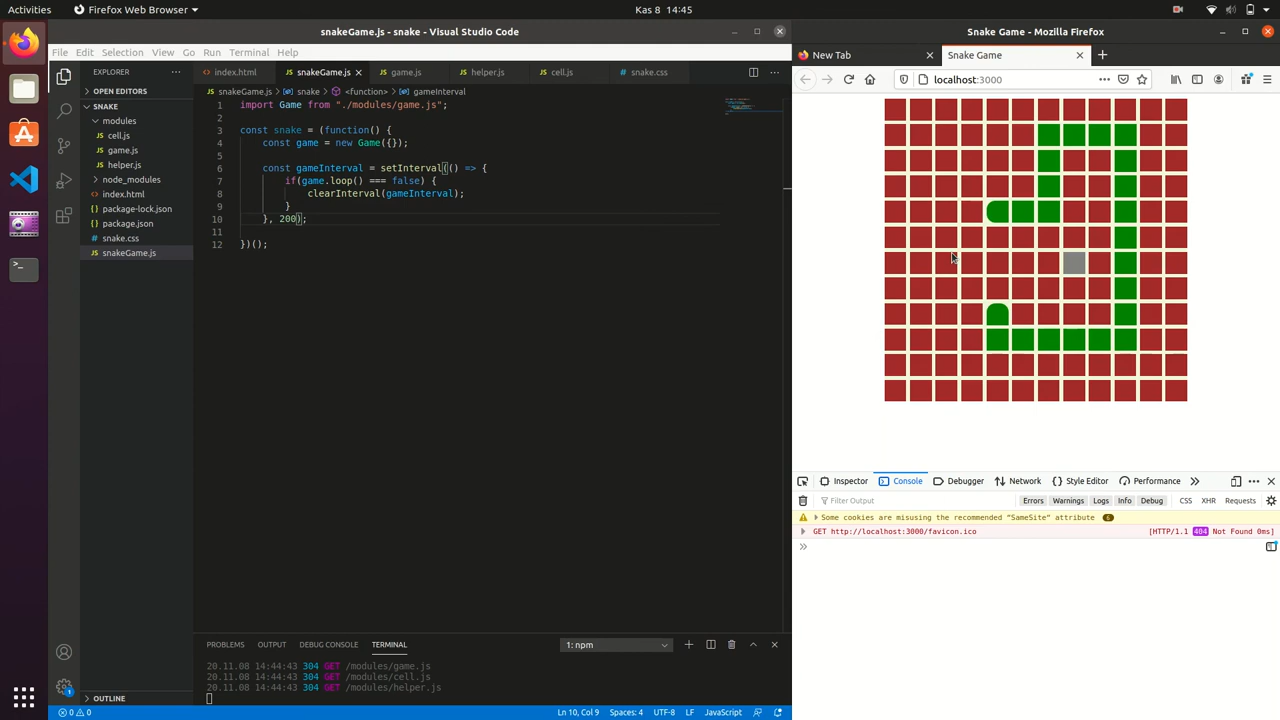 Activities
Firefox Web Browser
Kas 8 14:45
snakeGame.js - snake - Visual Studio Code
File Edit Selection View Go Run Terminal Help
EXPLORER
OPEN EDITORS
SNAKE
modules
cell.js
game.js
helper.js
node_modules
index.html
package-lock.json
package.json
snake.css
snakeGame.js
OUTLINE
index.html
snakeGame.js
game.js
helper.js
cell.js
snake.css
snakeGame.js > snake > <function> > gameInterval
1 import Game from "./modules/game.js";
2
3 const snake = (function() {
4 const game = new Game({});
5
6 const gameInterval = setInterval(() => {
7 if(game.loop() === false) {
8 clearInterval(gameInterval);
9 }
10 }, 200);
11
12 })();
PROBLEMS OUTPUT DEBUG CONSOLE TERMINAL
1: npm
20.11.08 14:44:43 304 GET /modules/game.js
20.11.08 14:44:43 304 GET /modules/cell.js
20.11.08 14:44:43 304 GET /modules/helper.js
0 0
Ln 10, Col 9 Spaces: 4 UTF-8 LF JavaScript
1
Snake Game - Mozilla Firefox
New Tab
Snake Game
localhost:3000
Inspector Console Debugger Network Style Editor Performance
Filter Output
Errors Warnings Logs Info Debug CSS XHR Requests
Some cookies are misusing the recommended "SameSite" attribute 6
GET http://localhost:3000/favicon.ico [HTTP/1.1 404 Not Found 0ms]